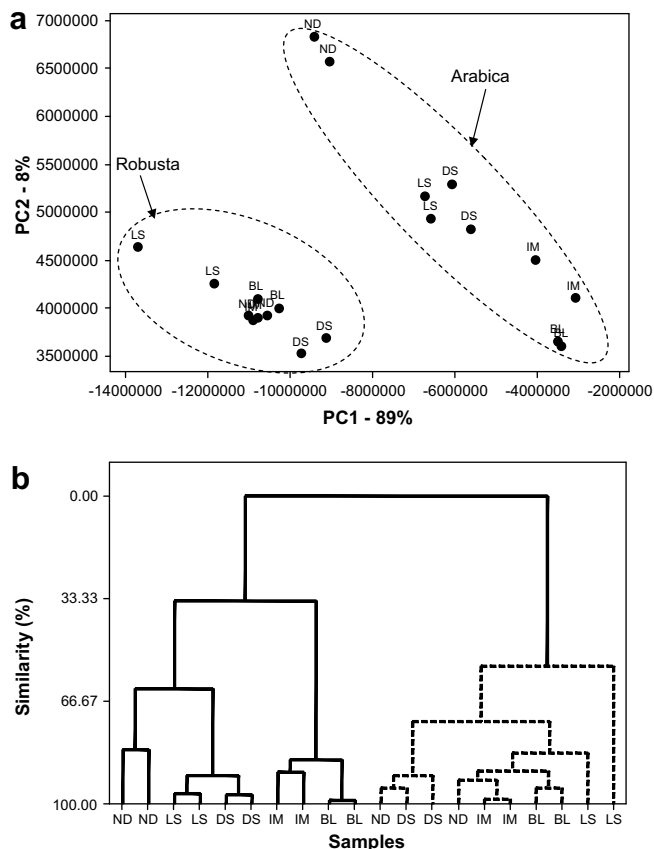 a
7000000
6500000
6000000
5500000
5000000
4500000
4000000
3500000
PC2 - 8%
ND
ND
Arabica
Robusta
LS
DS
LS
DS
LS
LS
IM
IM
BL
BL
ND
ND
DS
DS
BL
BL
-14000000 -12000000 -10000000 -8000000 -6000000 -4000000 -2000000
PC1 - 89%
b
0.00
33.33
66.67
100.00
Similarity (%)
ND ND LS LS DS DS IM IM BL BL ND DS DS ND IM IM BL BL LS LS
Samples